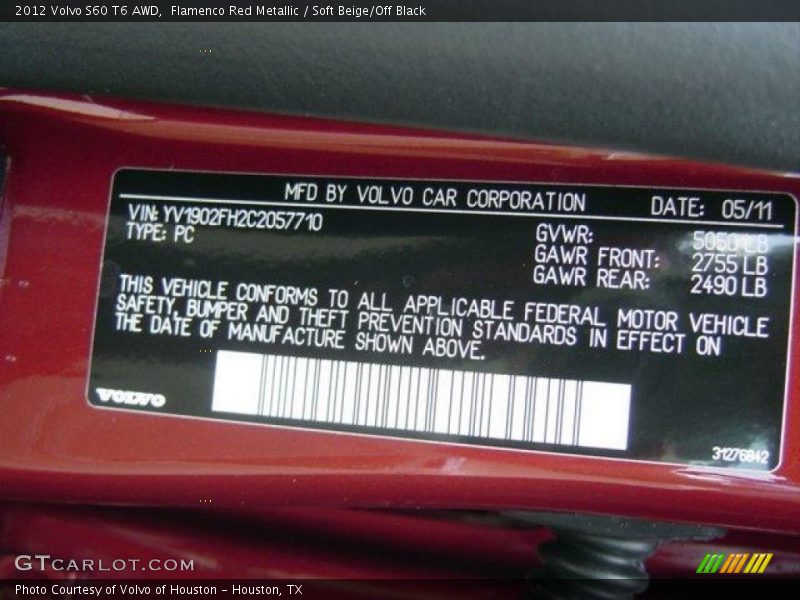 2012 Volvo S60 T6 AWD,  Flamenco Red Metallic / Soft Beige/Off Black
MFD BY VOLVO CAR CORPORATION DATE: 05/11
VIN: YV1902FH2C2057710
TYPE: PC
GVWR: 5050 LB
GAWR FRONT: 2755 LB
GAWR REAR: 2490 LB
THIS VEHICLE CONFORMS TO ALL APPLICABLE FEDERAL MOTOR VEHICLE
SAFETY, BUMPER AND THEFT PREVENTION STANDARDS IN EFFECT ON
THE DATE OF MANUFACTURE SHOWN ABOVE.
VOLVO
31276842
GTCARLOT.COM
Photo Courtesy of Volvo of Houston - Houston, TX